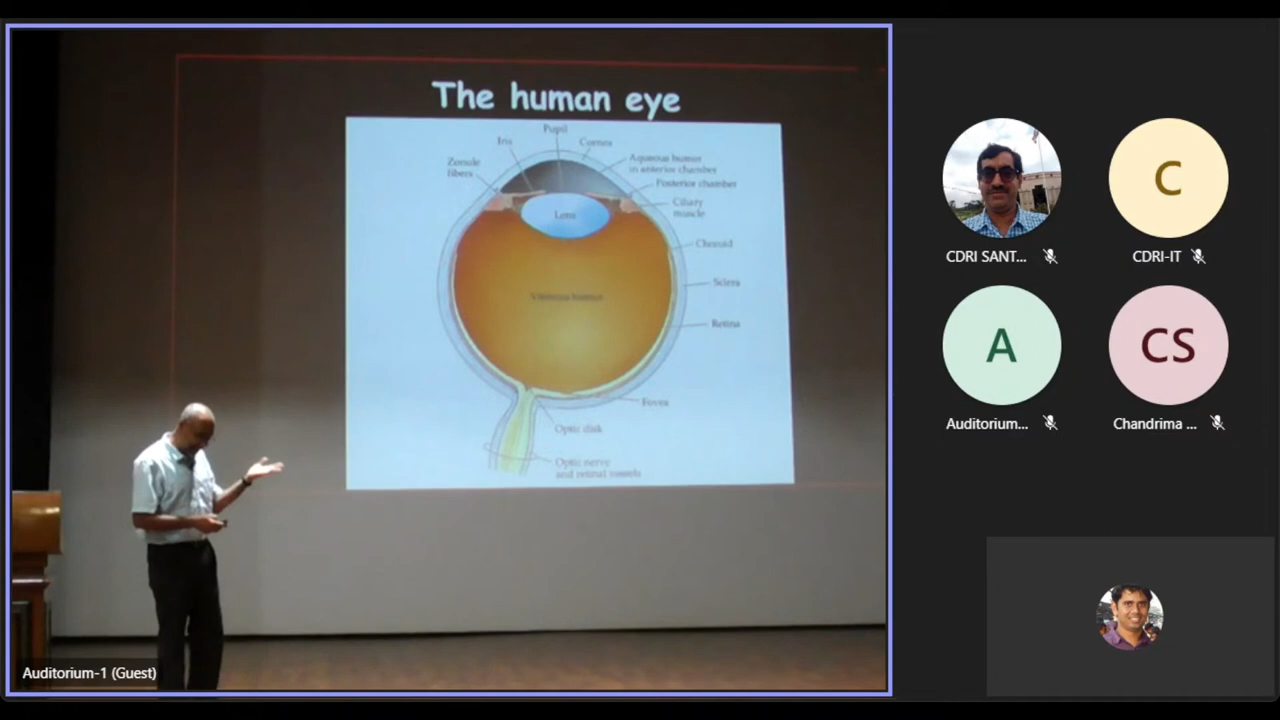 The human eye
Pupil
Iris
Cornea
Zonule
fibers
Aqueous humor
in anterior chamber
Posterior chamber
Lens
Ciliary
muscle
Choroid
Sclera
Vitreous humor
Retina
Fovea
Optic disk
Optic nerve
and retinal vessels
Auditorium-1 (Guest)
CDRI SANT...
C
CDRI-IT
A
Auditorium...
CS
Chandrima ...